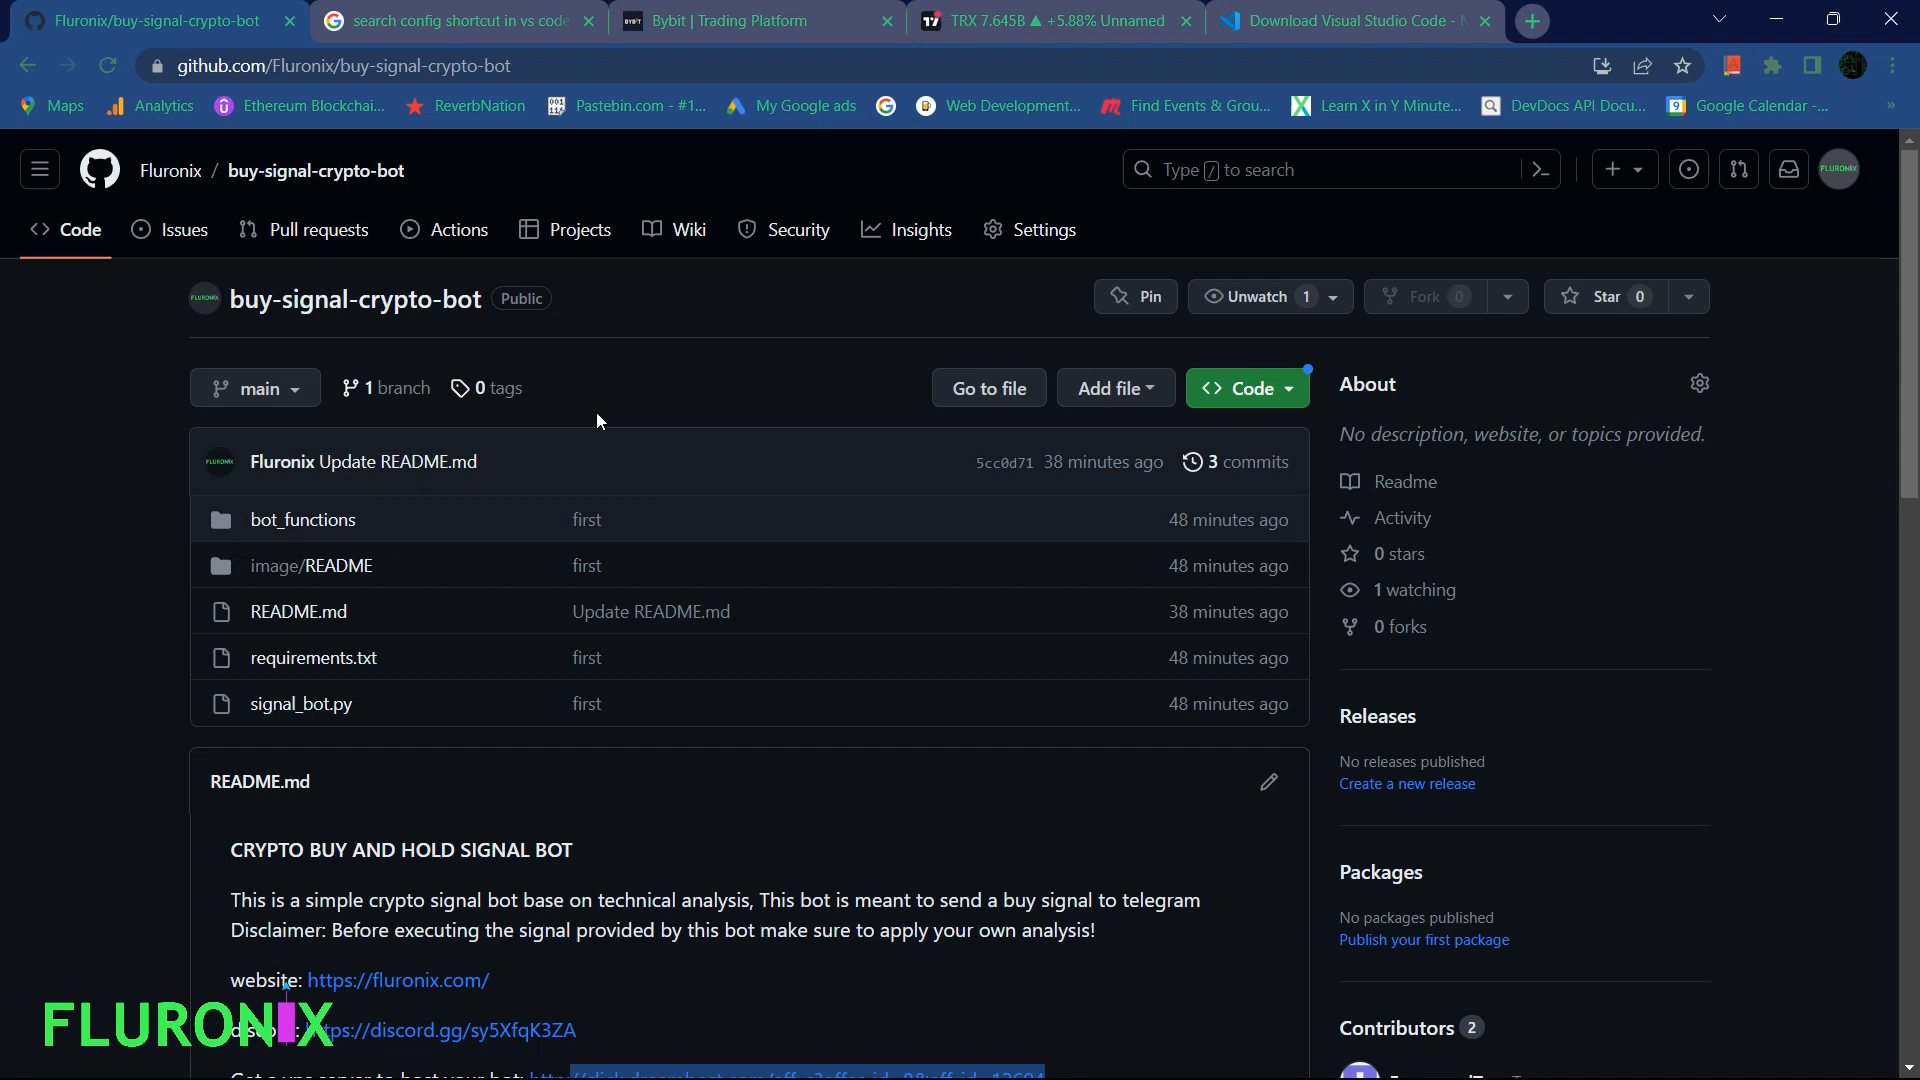 Fluronix/buy-signal-crypto-bot
search config shortcut in vs code
Bybit | Trading Platform
TRX 7.645B ▲ +5.88% Unnamed
Download Visual Studio Code -
github.com/Fluronix/buy-signal-crypto-bot
Maps
Analytics
Ethereum Blockchai...
ReverbNation
Pastebin.com - #1...
My Google ads
Web Development...
Find Events & Grou...
Learn X in Y Minute...
DevDocs API Docu...
Google Calendar -...
Fluronix / buy-signal-crypto-bot
Type / to search
FLURONIX
Code
Issues
Pull requests
Actions
Projects
Wiki
Security
Insights
Settings
buy-signal-crypto-bot Public
Pin
Unwatch 1
Fork 0
Star 0
main
1 branch
0 tags
Go to file
Add file
Code
Fluronix Update README.md 5cc0d71 38 minutes ago 3 commits
bot_functions first 48 minutes ago
image/README first 48 minutes ago
README.md Update README.md 38 minutes ago
requirements.txt first 48 minutes ago
signal_bot.py first 48 minutes ago
README.md
CRYPTO BUY AND HOLD SIGNAL BOT
This is a simple crypto signal bot base on technical analysis, This bot is meant to send a buy signal to telegram
Disclaimer: Before executing the signal provided by this bot make sure to apply your own analysis!
website: https://fluronix.com/
FLURONIX
ttps://discord.gg/sy5XfqK3ZA
About
No description, website, or topics provided.
Readme
Activity
0 stars
1 watching
0 forks
Releases
No releases published
Create a new release
Packages
No packages published
Publish your first package
Contributors 2